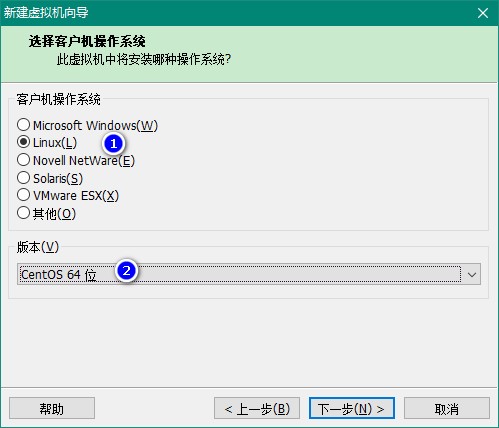 新建虚拟机向导
选择客户机操作系统
此虚拟机中将安装哪种操作系统?
客户机操作系统
Microsoft Windows(W)
Linux(L) 1
Novell NetWare(E)
Solaris(S)
VMware ESX(X)
其他(O)
版本(V)
CentOS 64 位 2
帮助 < 上一步(B) 下一步(N) > 取消